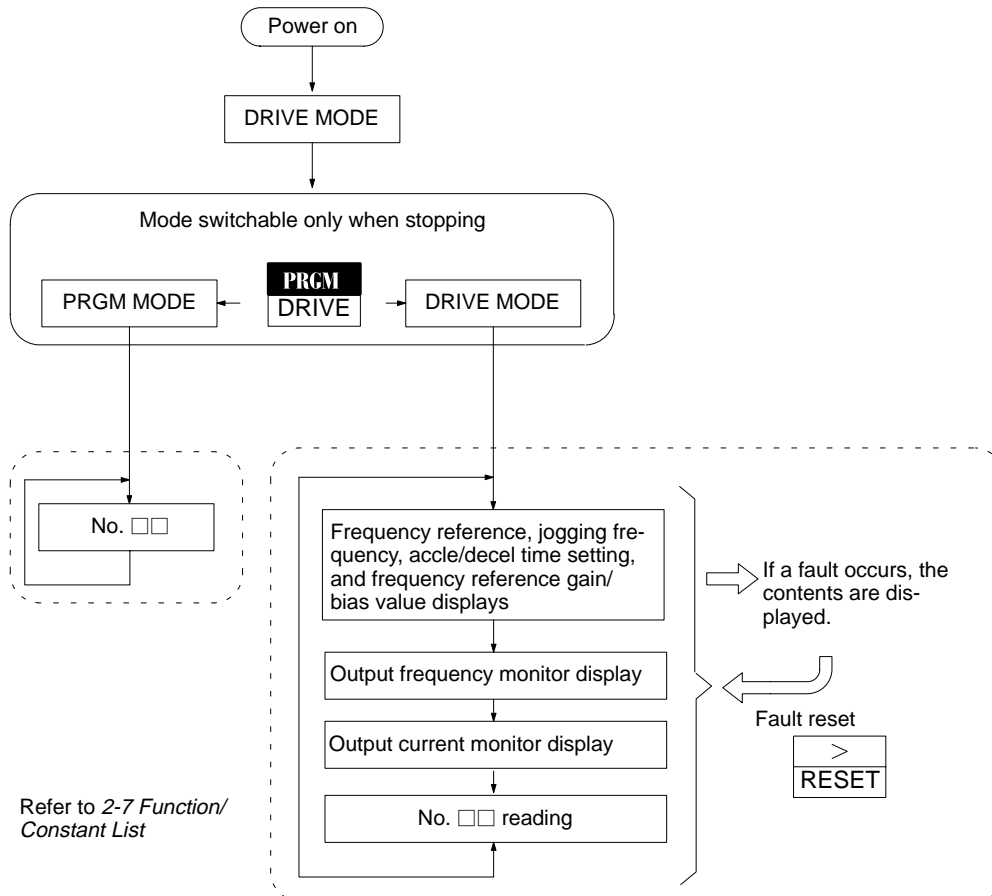 Power on
DRIVE MODE
Mode switchable only when stopping
PRGM MODE
PRGM
DRIVE
DRIVE MODE
No. □□
Frequency reference, jogging fre-
quency, accle/decel time setting,
and frequency reference gain/
bias value displays
If a fault occurs, the
contents are dis-
played.
Output frequency monitor display
Output current monitor display
Fault reset
>
RESET
No. □□ reading
Refer to 2-7 Function/
Constant List